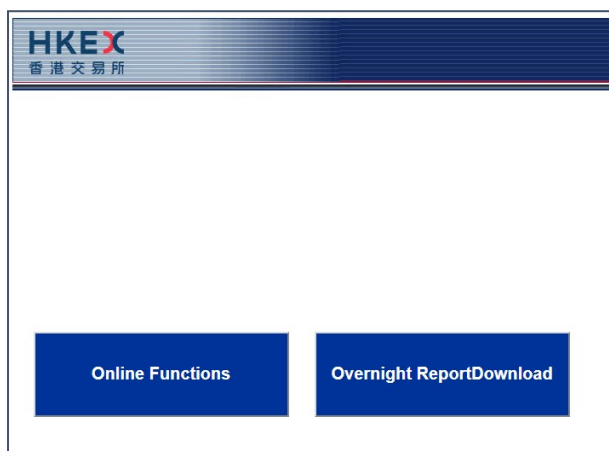 HKEX
香港交易所
Online Functions
Overnight ReportDownload